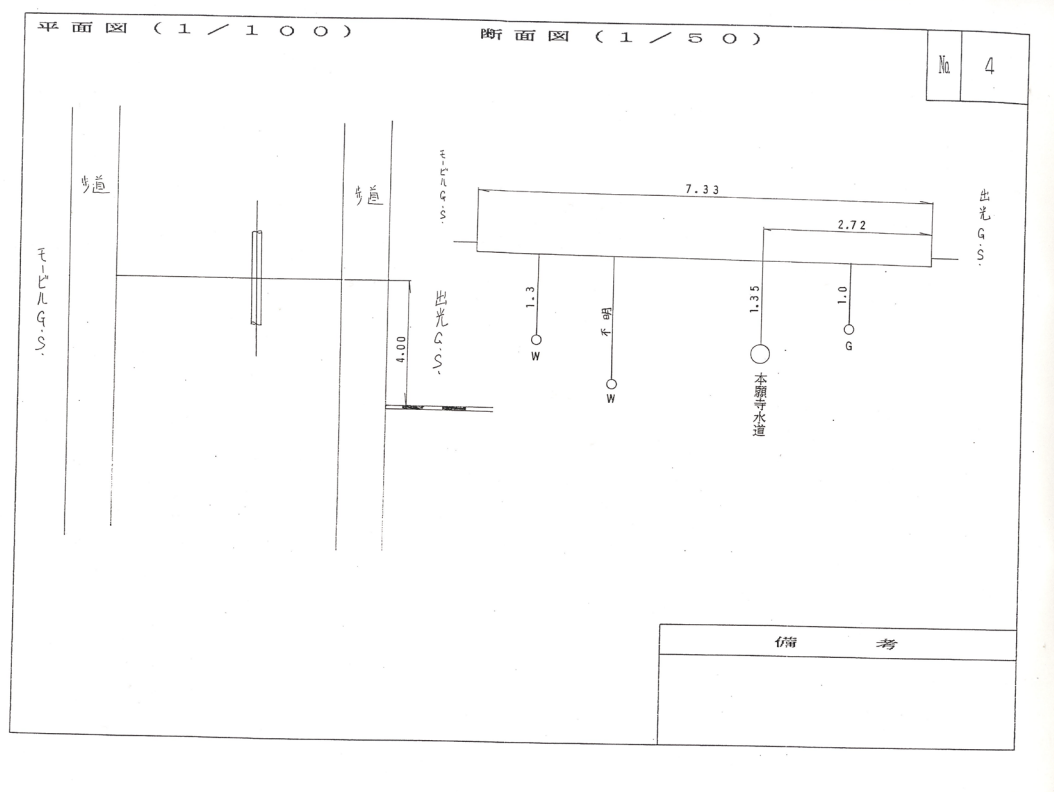 平面図(1/100)
断面図(1/50)
No. 4
歩道
歩道
モービルG.S.
出光G.S.
4.00
モービルG.S.
出光G.S.
7.33
2.72
1.3
W
不明
W
1.35
本願寺水道
1.0
G
備考